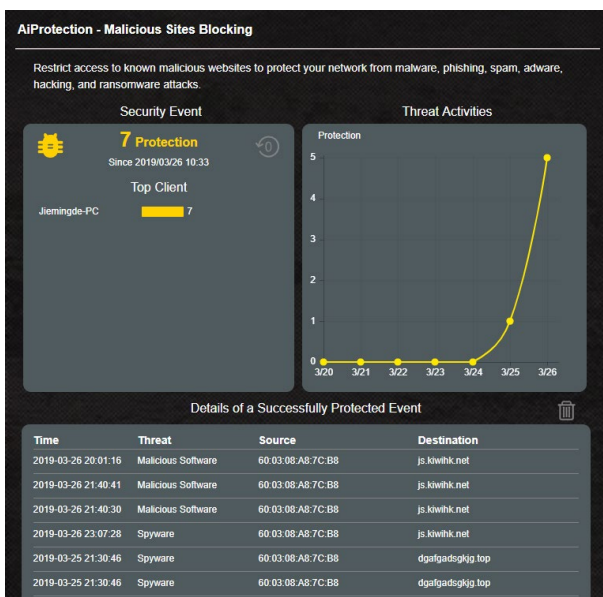 AiProtection - Malicious Sites Blocking
Restrict access to known malicious websites to protect your network from malware, phishing, spam, adware,
hacking, and ransomware attacks.
Security Event
7 Protection
0
Since 2019/03/26 10:33
Top Client
Jiemingde-PC 7
Threat Activities
Protection
5
4
3
2
1
0
3/20 3/21 3/22 3/23 3/24 3/25 3/26
Details of a Successfully Protected Event
Time Threat Source Destination
2019-03-26 20:01:16 Malicious Software 60:03:08:A8:7C:B8 js.kiwihk.net
2019-03-26 21:40:41 Malicious Software 60:03:08:A8:7C:B8 js.kiwihk.net
2019-03-26 21:40:30 Malicious Software 60:03:08:A8:7C:B8 js.kiwihk.net
2019-03-26 23:07:28 Spyware 60:03:08:A8:7C:B8 js.kiwihk.net
2019-03-25 21:30:46 Spyware 60:03:08:A8:7C:B8 dgafgadsgkjg.top
2019-03-25 21:30:46 Spyware 60:03:08:A8:7C:B8 dgafgadsgkjg.top